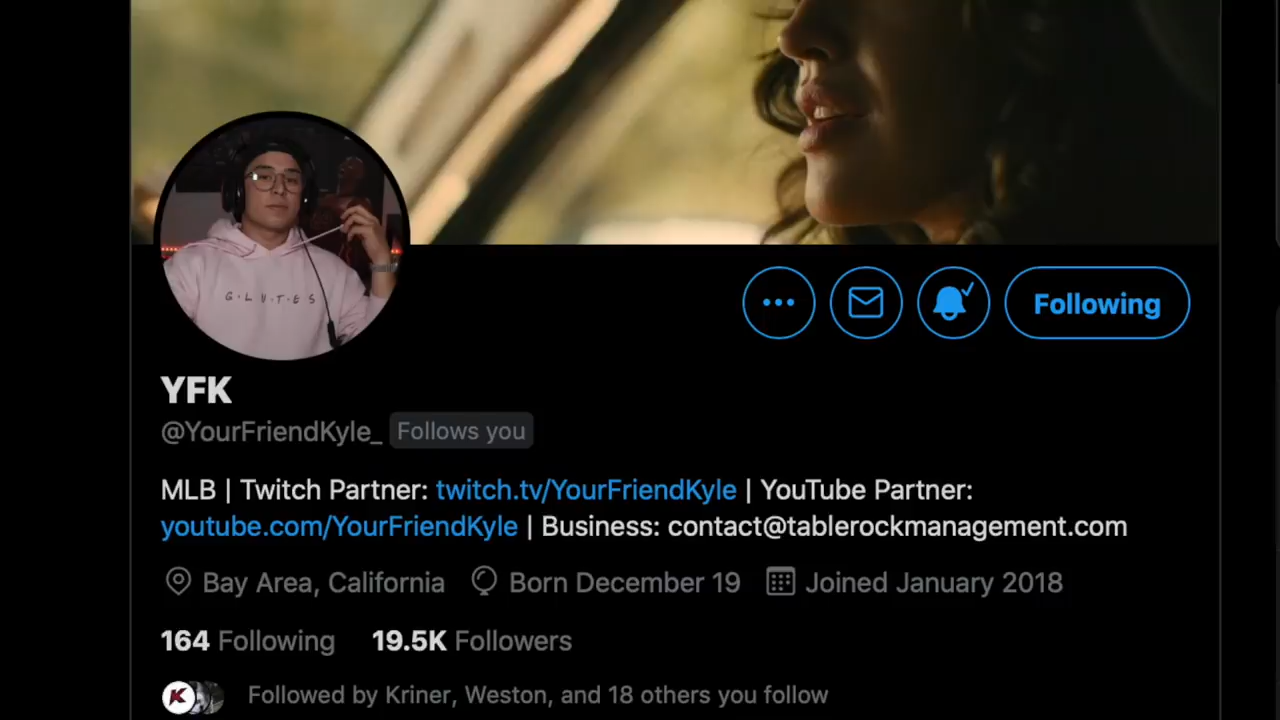 G·L·U·T·E·S
Following
YFK
@YourFriendKyle_ Follows you
MLB | Twitch Partner: twitch.tv/YourFriendKyle | YouTube Partner:
youtube.com/YourFriendKyle | Business: contact@tablerockmanagement.com
Bay Area, California Born December 19 Joined January 2018
164 Following 19.5K Followers
K
Followed by Kriner, Weston, and 18 others you follow